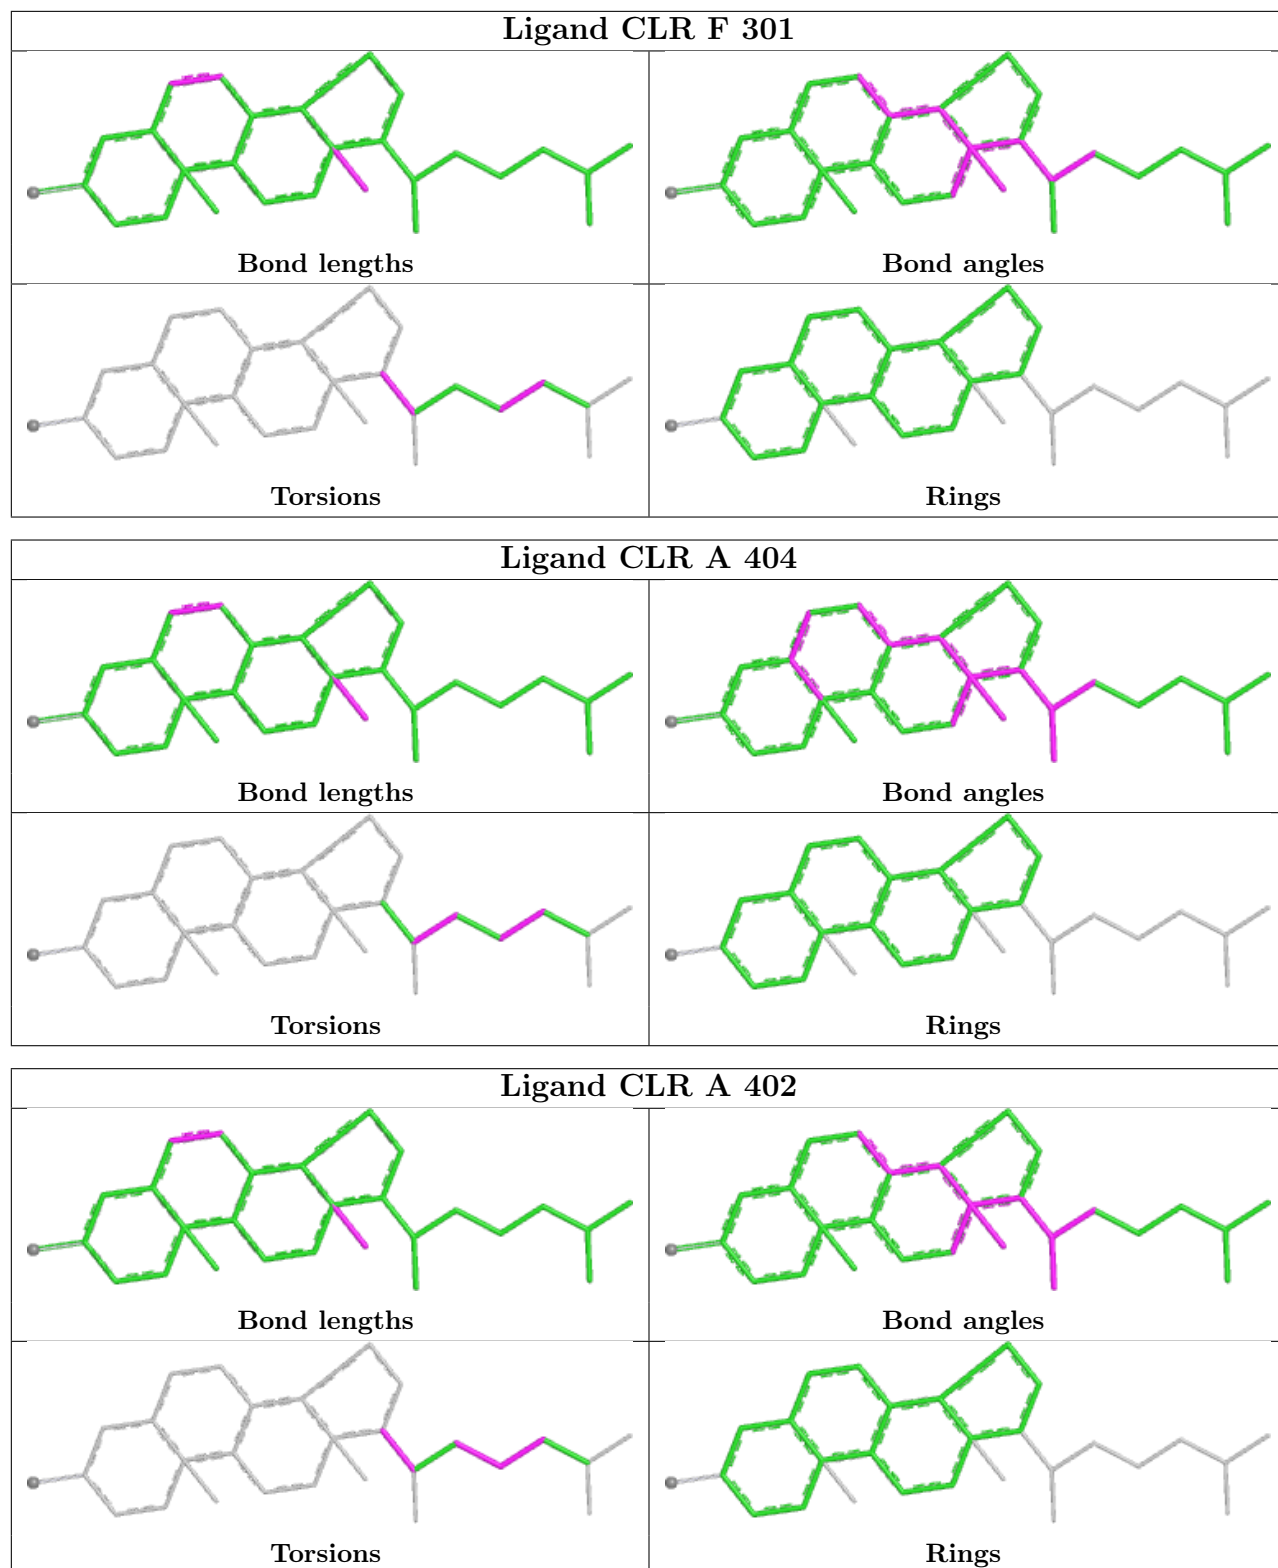 Ligand CLR F 301
Bond lengths
Bond angles
Torsions
Rings
Ligand CLR A 404
Bond lengths
Bond angles
Torsions
Rings
Ligand CLR A 402
Bond lengths
Bond angles
Torsions
Rings